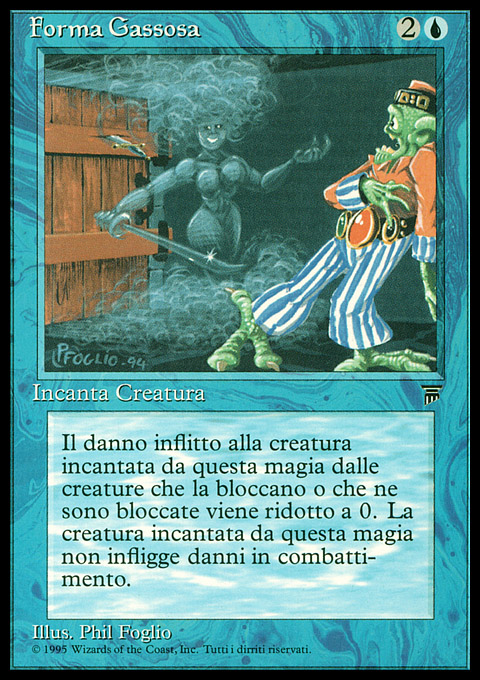 Forma Gassosa 2
PFOGLIO-94
Incanta Creatura
Il danno inflitto alla creatura
incantata da questa magia dalle
creature che la bloccano o che ne
sono bloccate viene ridotto a 0. La
creatura incantata da questa magia
non infligge danni in combatti-
mento.
Illus. Phil Foglio
© 1995 Wizards of the Coast, Inc. Tutti i dirriti riservati.